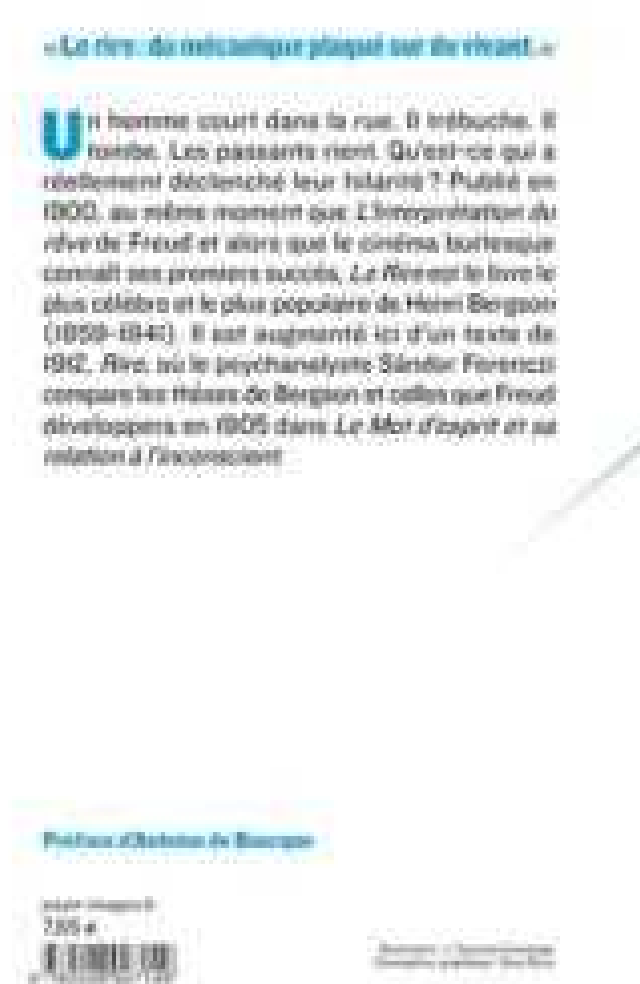 « Le rire, du mécanique plaqué sur du vivant. »
Un homme court dans la rue. Il trébuche. Il
tombe. Les passants rient. Qu'est-ce qui a
réellement déclenché leur hilarité ? Publié en
1900, au même moment que L'Interprétation du
rêve de Freud et alors que le cinéma burlesque
connaît ses premiers succès, Le Rire est le livre le
plus célèbre et le plus populaire de Henri Bergson
(1859-1941). Il est augmenté ici d'un texte de
1912, Rire, où le psychanalyste Sándor Ferenczi
compare les thèses de Bergson et celles que Freud
développera en 1905 dans Le Mot d'esprit et sa
relation à l'inconscient
Préface d'Antoine de Baecque